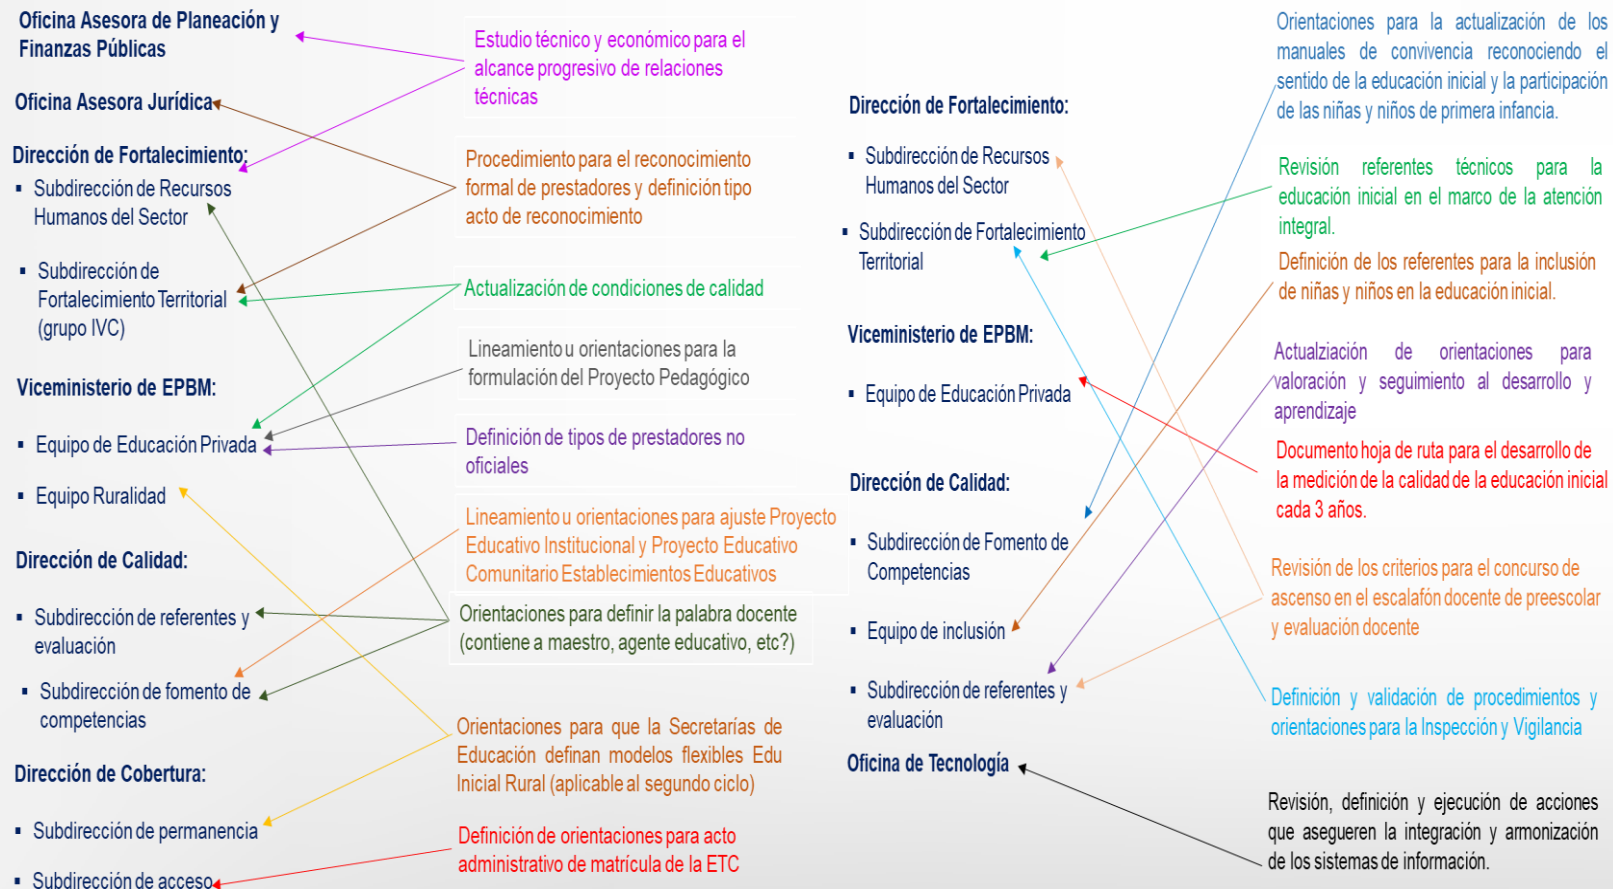 Oficina Asesora de Planeación y
Finanzas Públicas
Oficina Asesora Jurídica
Dirección de Fortalecimiento:
▪ Subdirección de Recursos
Humanos del Sector
▪ Subdirección de
Fortalecimiento Territorial
(grupo IVC)
Viceministerio de EPBM:
▪ Equipo de Educación Privada
▪ Equipo Ruralidad
Dirección de Calidad:
▪ Subdirección de referentes y
evaluación
▪ Subdirección de fomento de
competencias
Dirección de Cobertura:
▪ Subdirección de permanencia
▪ Subdirección de acceso
Estudio técnico y económico para el
alcance progresivo de relaciones
técnicas
Procedimiento para el reconocimiento
formal de prestadores y definición tipo
acto de reconocimiento
Actualización de condiciones de calidad
Lineamiento u orientaciones para la
formulación del Proyecto Pedagógico
Definición de tipos de prestadores no
oficiales
Lineamiento u orientaciones para ajuste Proyecto
Educativo Institucional y Proyecto Educativo
Comunitario Establecimientos Educativos
Orientaciones para definir la palabra docente
(contiene a maestro, agente educativo, etc?)
Orientaciones para que la Secretarías de
Educación definan modelos flexibles Edu
Inicial Rural (aplicable al segundo ciclo)
Definición de orientaciones para acto
administrativo de matrícula de la ETC
Dirección de Fortalecimiento:
▪ Subdirección de Recursos
Humanos del Sector
▪ Subdirección de Fortalecimiento
Territorial
Viceministerio de EPBM:
▪ Equipo de Educación Privada
Dirección de Calidad:
▪ Subdirección de Fomento de
Competencias
▪ Equipo de inclusión
▪ Subdirección de referentes y
evaluación
Oficina de Tecnología
Orientaciones para la actualización de los
manuales de convivencia reconociendo el
sentido de la educación inicial y la participación
de las niñas y niños de primera infancia.
Revisión referentes técnicos para la
educación inicial en el marco de la atención
integral.
Definición de los referentes para la inclusión
de niñas y niños en la educación inicial.
Actualziación de orientaciones para
valoración y seguimiento al desarrollo y
aprendizaje
Documento hoja de ruta para el desarrollo de
la medición de la calidad de la educación inicial
cada 3 años.
Revisión de los criterios para el concurso de
ascenso en el escalafón docente de preescolar
y evaluación docente
Definición y validación de procedimientos y
orientaciones para la Inspección y Vigilancia
Revisión, definición y ejecución de acciones
que asegueren la integración y armonización
de los sistemas de información.